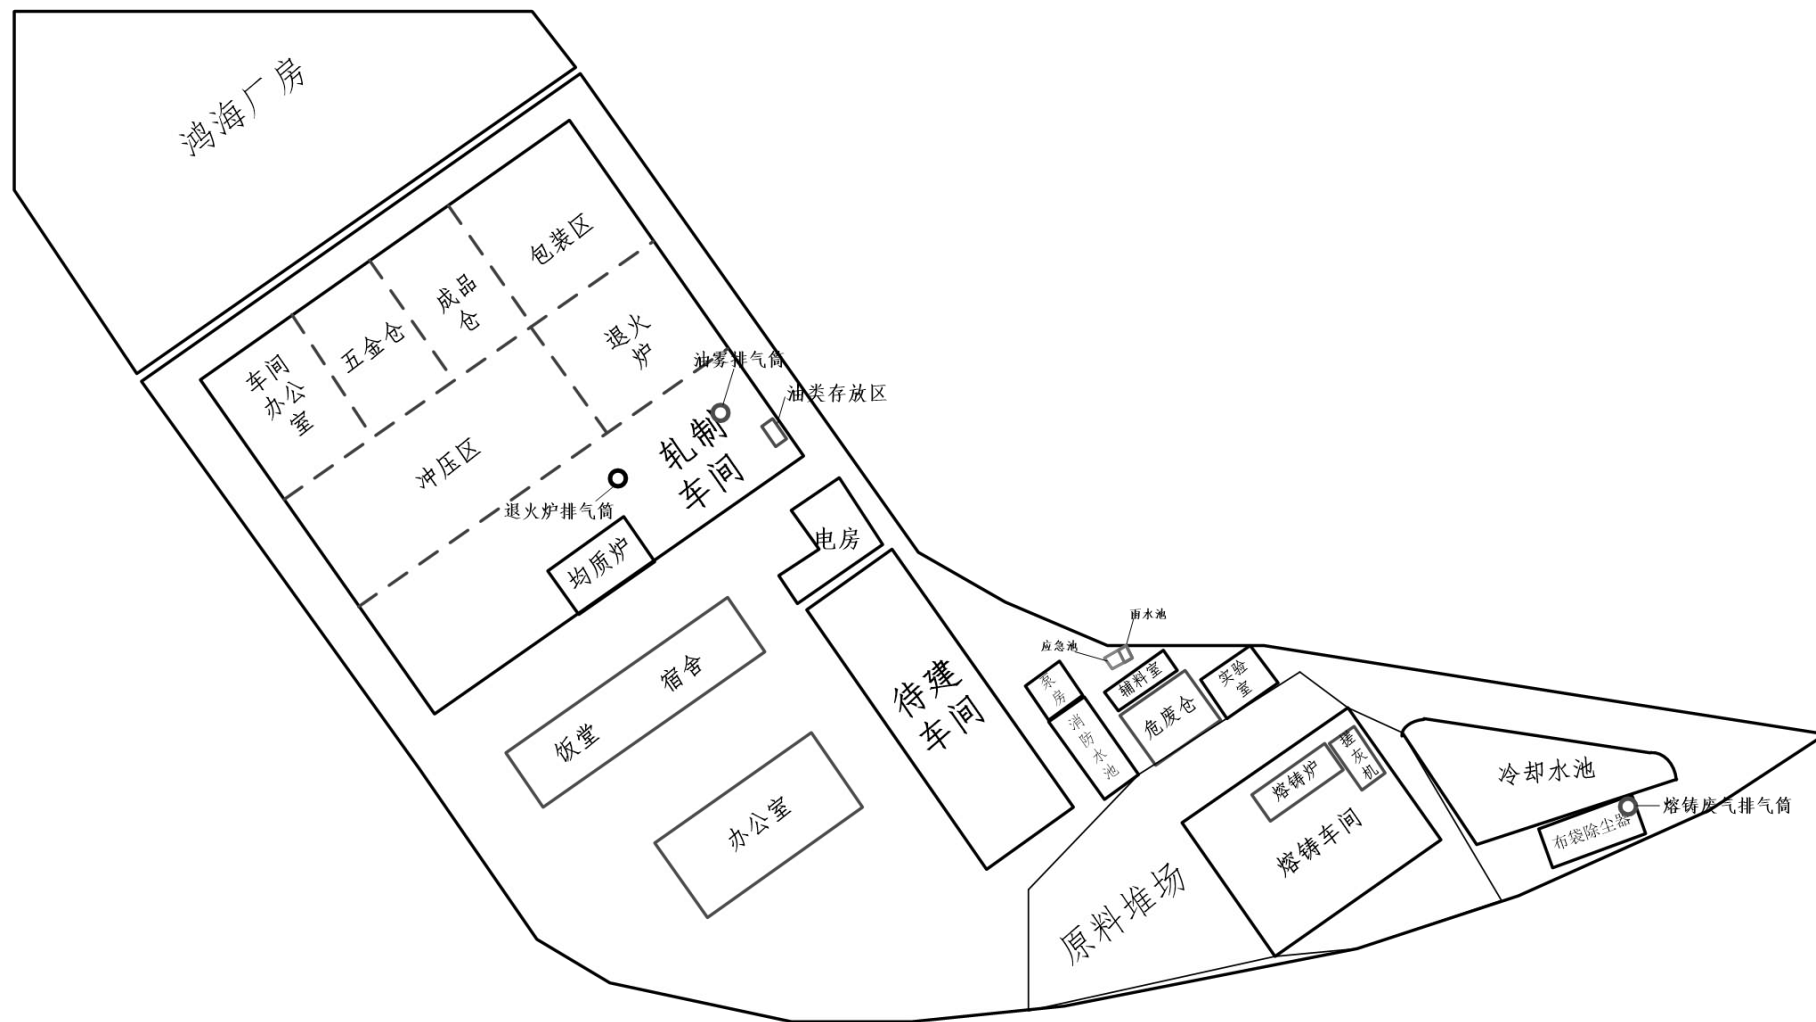 鸿海厂房
包装区
成品
仓
五金仓
车间
办公
室
退火
炉
油雾排气筒
油类存放区
冲压区
轧制
车间
退火炉排气筒
均质炉
电房
宿舍
饭堂
办公室
待建
车间
雨水池
应急池
泵
房
消
防
水
池
辅料室
危废仓
实验
室
搓
灰
机
熔铸炉
熔铸车间
原料堆场
冷却水池
熔铸废气排气筒
布袋除尘器